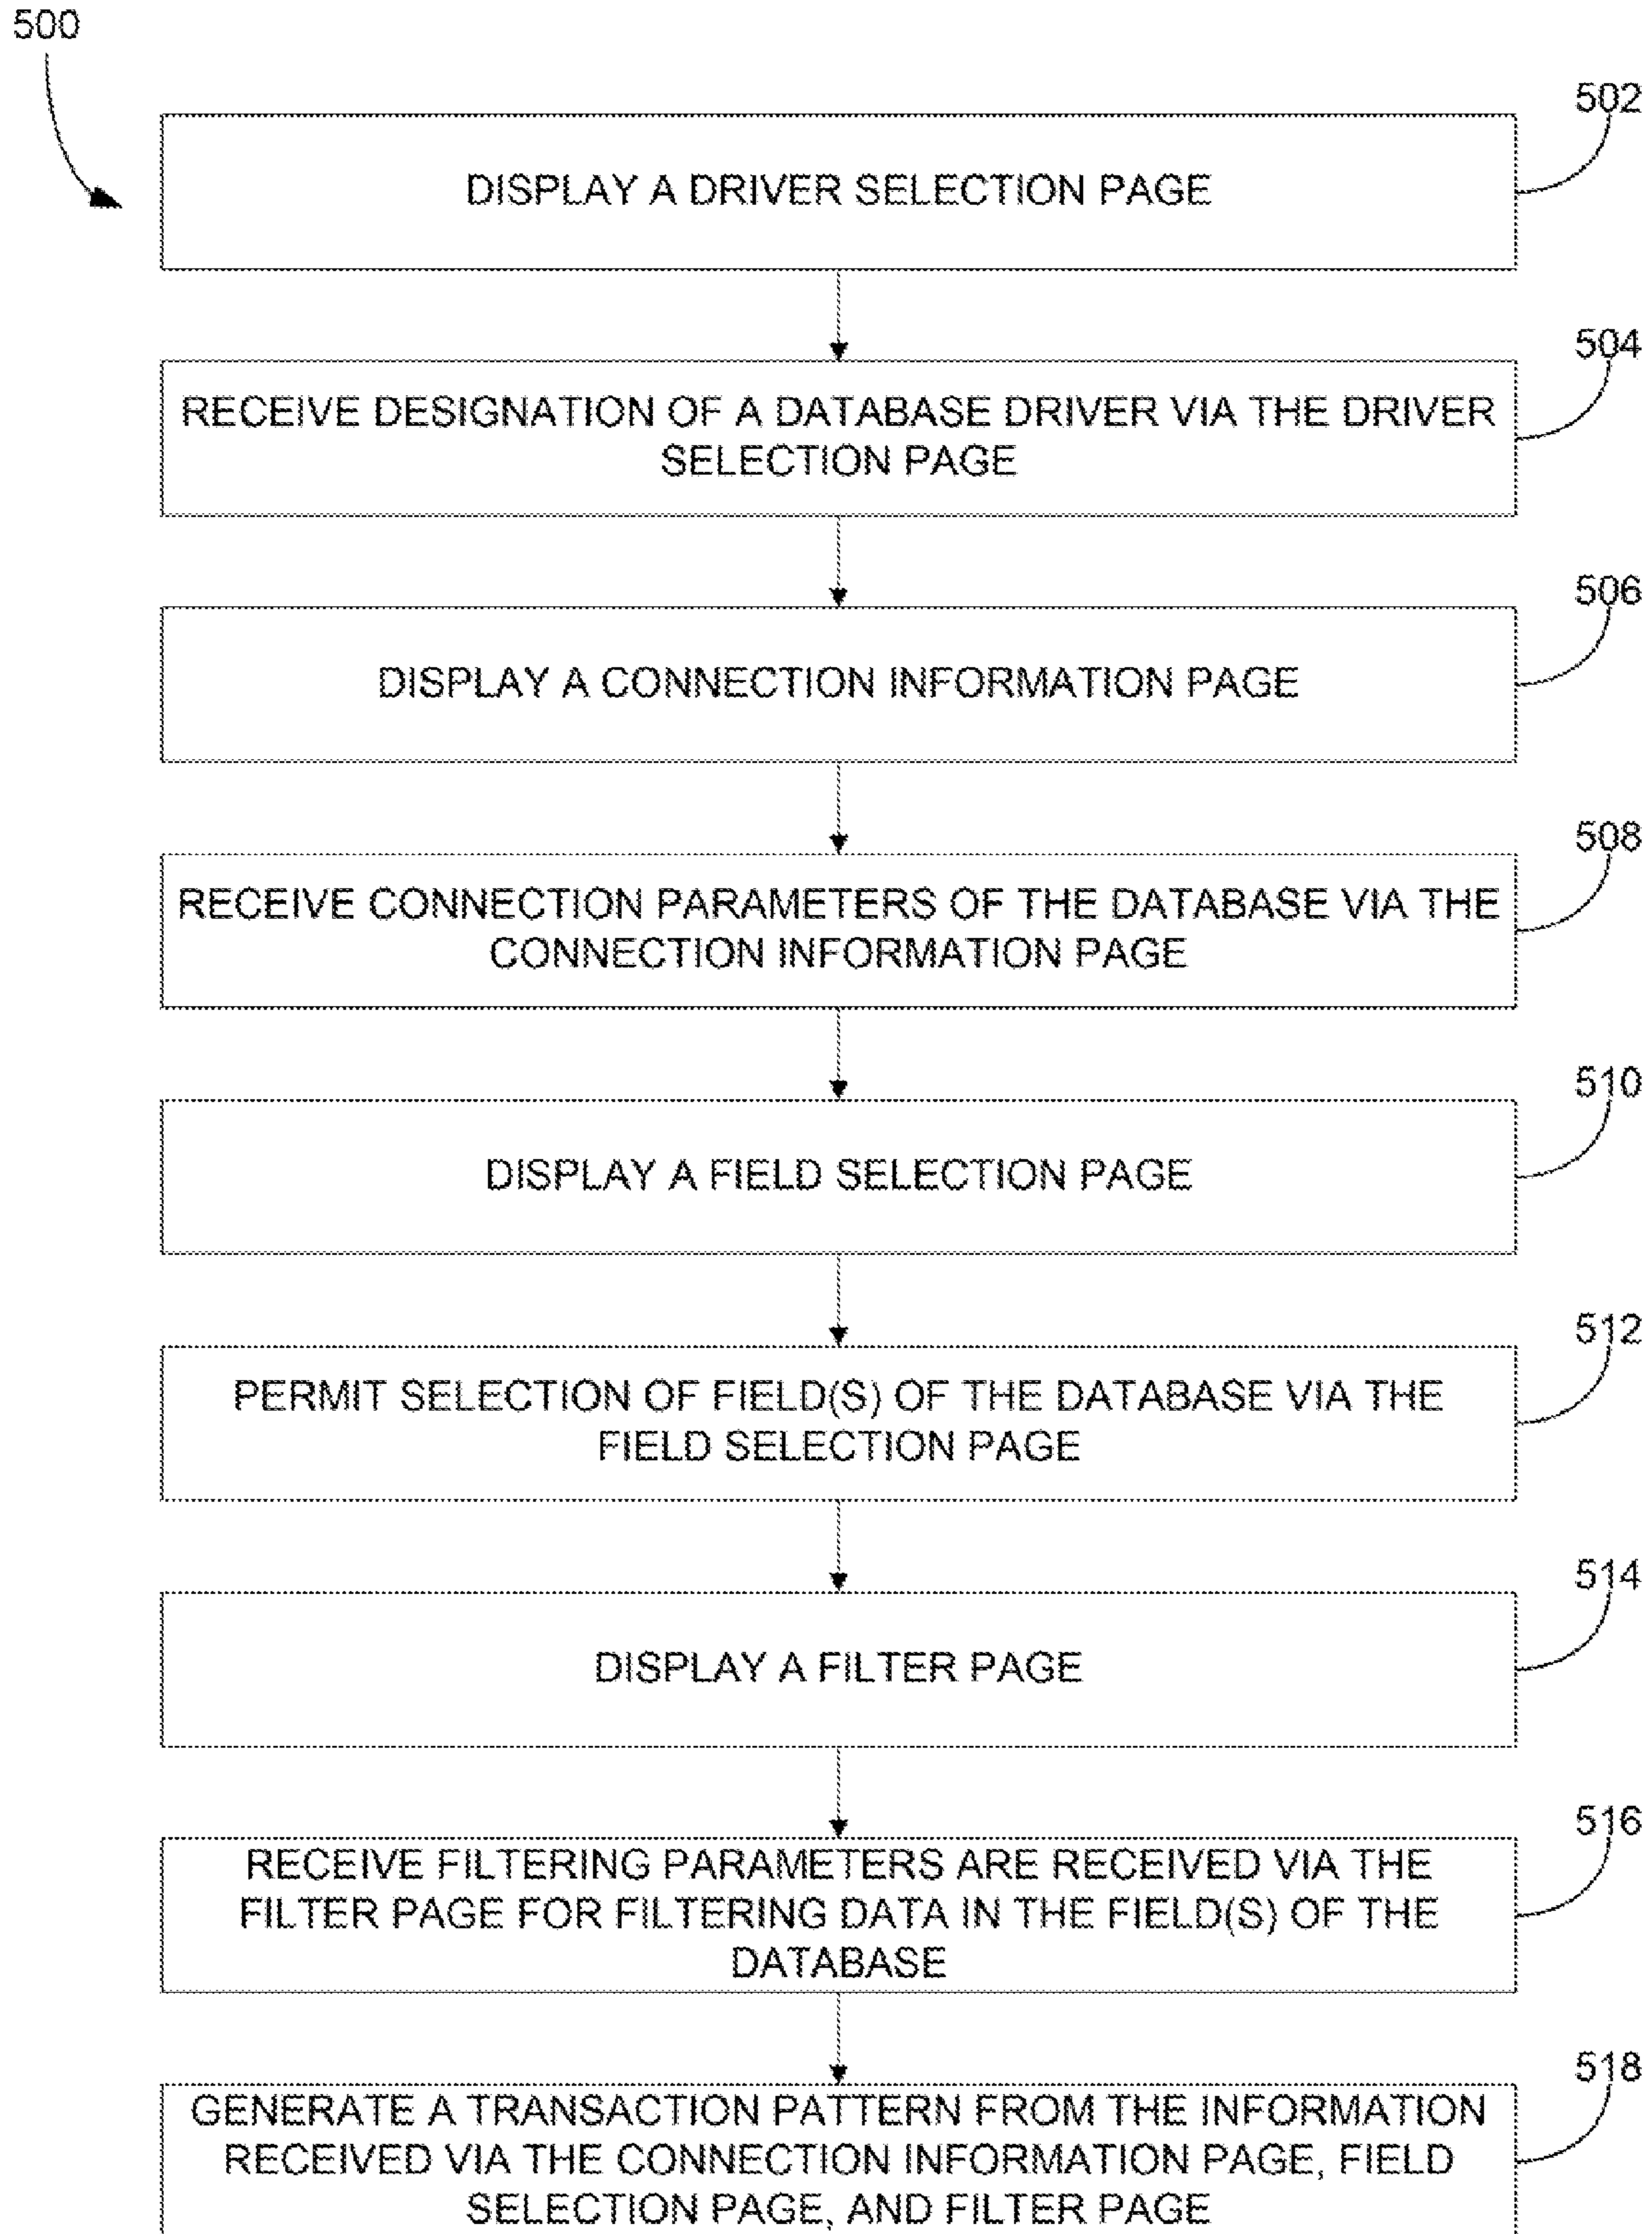 500
502
DISPLAY A DRIVER SELECTION PAGE
504
RECEIVE DESIGNATION OF A DATABASE DRIVER VIA THE DRIVER
SELECTION PAGE
506
DISPLAY A CONNECTION INFORMATION PAGE
508
RECEIVE CONNECTION PARAMETERS OF THE DATABASE VIA THE
CONNECTION INFORMATION PAGE
510
DISPLAY A FIELD SELECTION PAGE
512
PERMIT SELECTION OF FIELD(S) OF THE DATABASE VIA THE
FIELD SELECTION PAGE
514
DISPLAY A FILTER PAGE
516
RECEIVE FILTERING PARAMETERS ARE RECEIVED VIA THE
FILTER PAGE FOR FILTERING DATA IN THE FIELD(S) OF THE
DATABASE
518
GENERATE A TRANSACTION PATTERN FROM THE INFORMATION
RECEIVED VIA THE CONNECTION INFORMATION PAGE, FIELD
SELECTION PAGE, AND FILTER PAGE